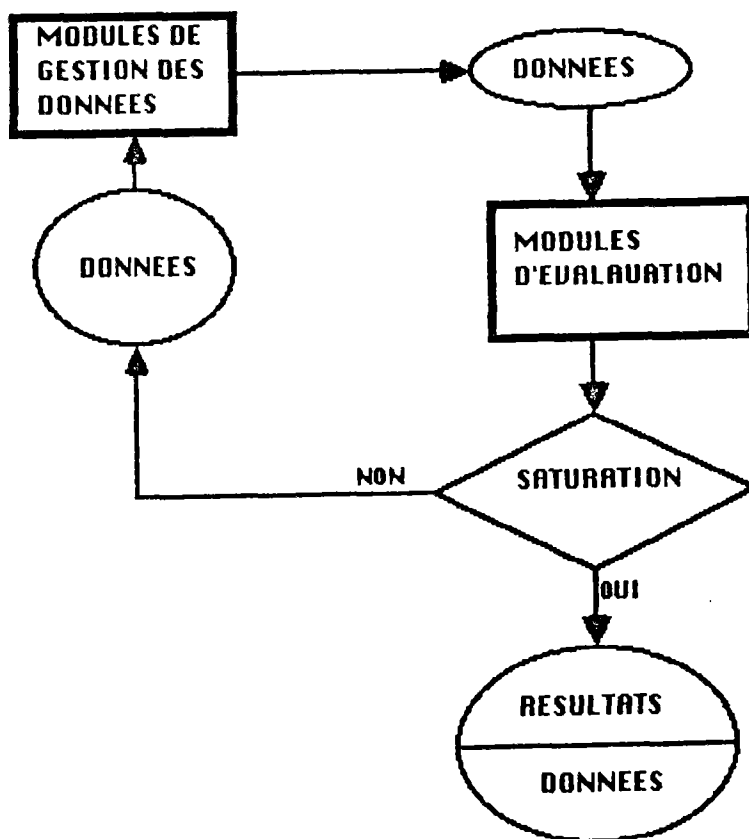 MODULES DE
GESTION DES
DONNEES
DONNEES
MODULES
D'EVALAUATION
DONNEES
SATURATION
NON
OUI
RESULTATS
DONNEES